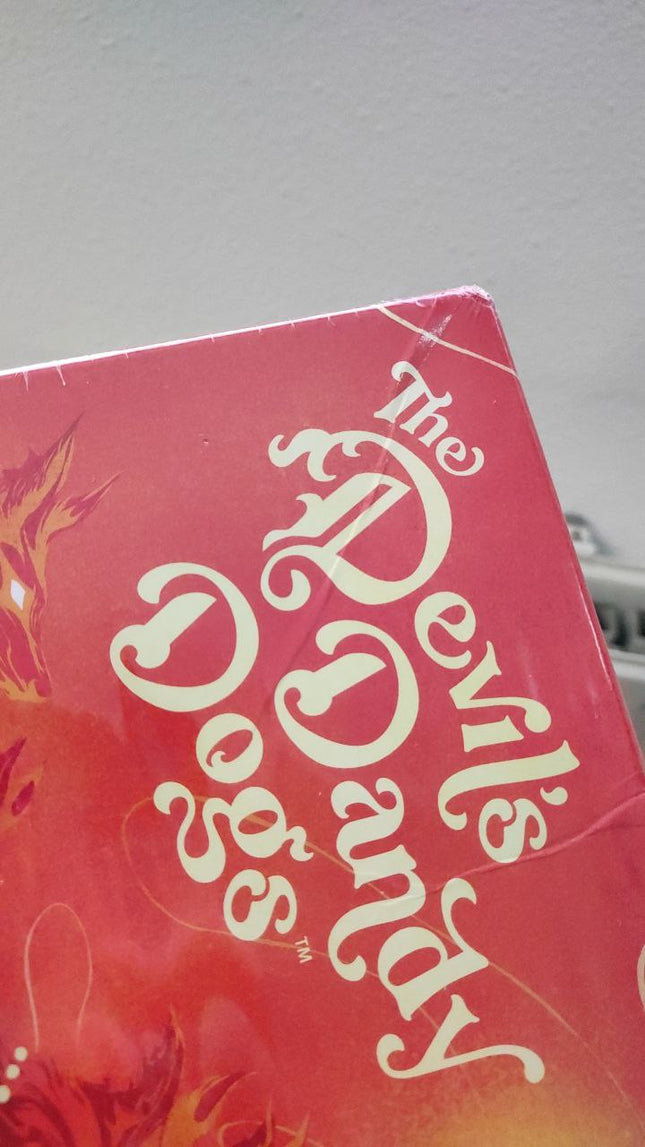 The
Devil's
Dandy
Dogs™